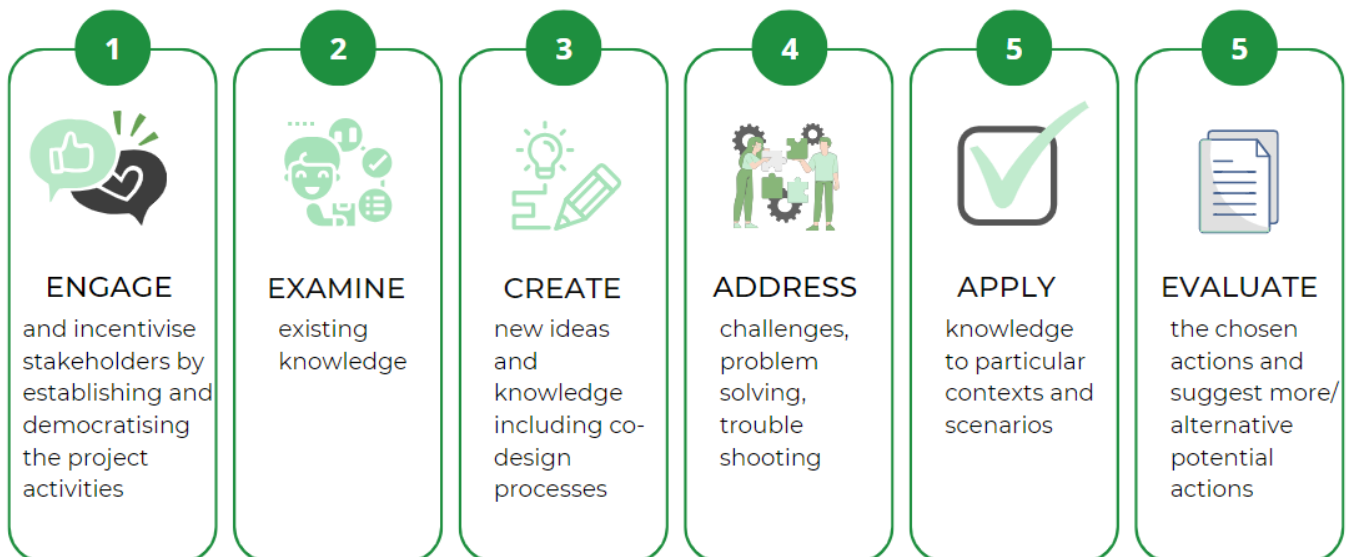 1
ENGAGE
and incentivise
stakeholders by
establishing and
democratising
the project
activities
2
EXAMINE
existing
knowledge
3
CREATE
new ideas
and
knowledge
including co-
design
processes
4
ADDRESS
challenges,
problem
solving,
trouble
shooting
5
APPLY
knowledge
to particular
contexts and
scenarios
5
EVALUATE
the chosen
actions and
suggest more/
alternative
potential
actions